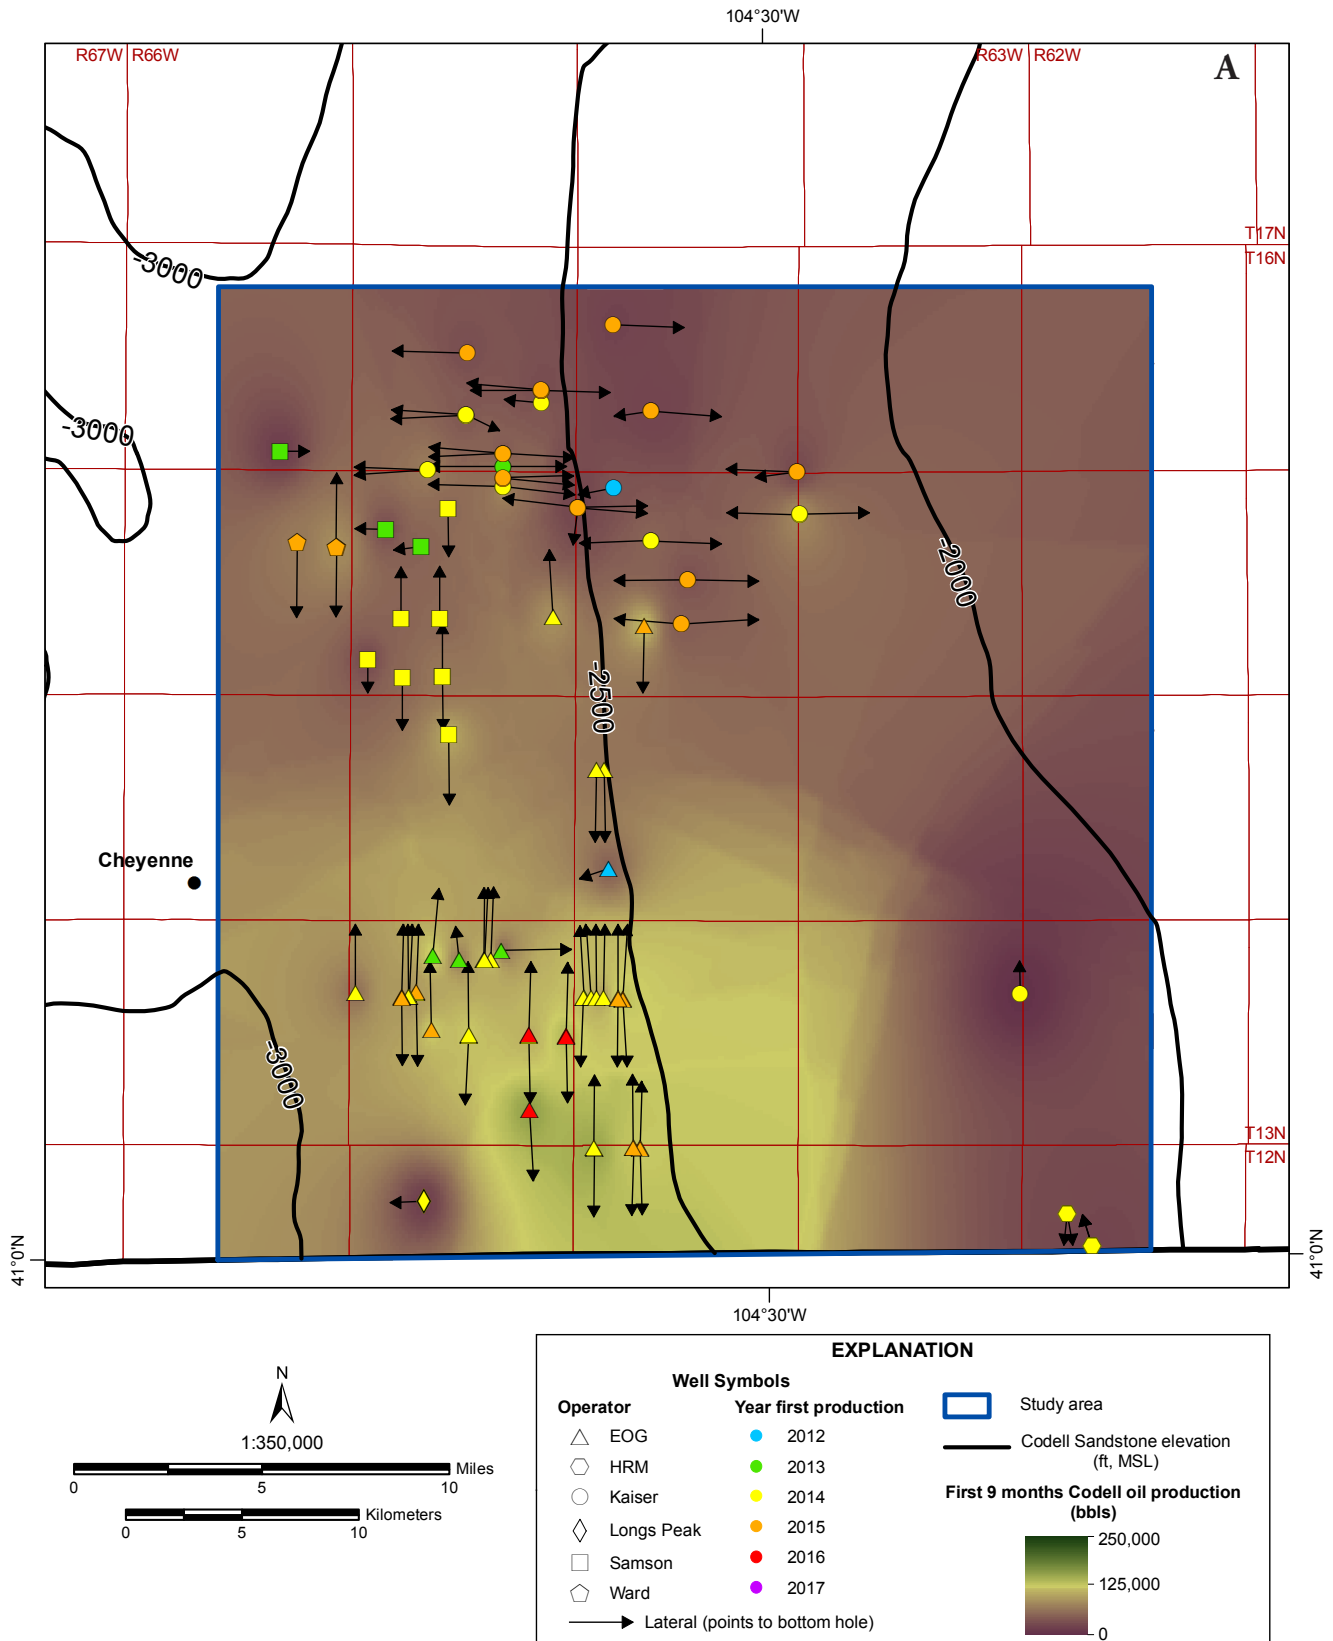 104°30'W
R67W R66W
R63W R62W
A
T17N
T16N
-3000
-3000
-2000
-2500
Cheyenne
-3000
T13N
T12N
41°0'N
41°0'N
104°30'W
N
1:350,000
Miles
0 5 10
Kilometers
0 5 10
EXPLANATION
Well Symbols
Operator
EOG
HRM
Kaiser
Longs Peak
Samson
Ward
Lateral (points to bottom hole)
Year first production
2012
2013
2014
2015
2016
2017
Study area
Codell Sandstone elevation
(ft, MSL)
First 9 months Codell oil production
(bbls)
250,000
125,000
0